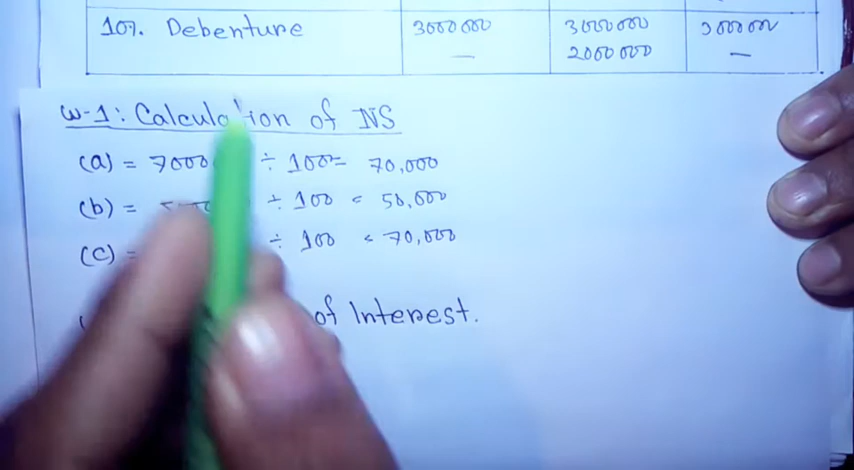 10%. Debenture 3000000 3000000 3000000
— 2000000 —
W-1: Calculation of NS
(a) = 7000 ÷ 100 = 70,000
(b) = ÷ 100 = 50,000
(c) = ÷ 100 = 70,000
of Interest.